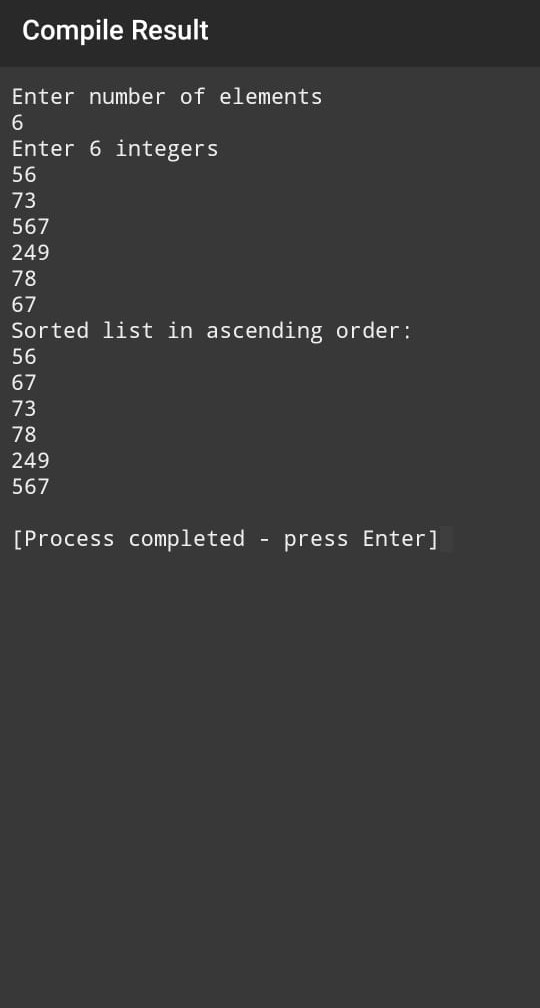 Compile Result
Enter number of elements
6
Enter 6 integers
56
73
567
249
78
67
Sorted list in ascending order:
56
67
73
78
249
567
[Process completed - press Enter]